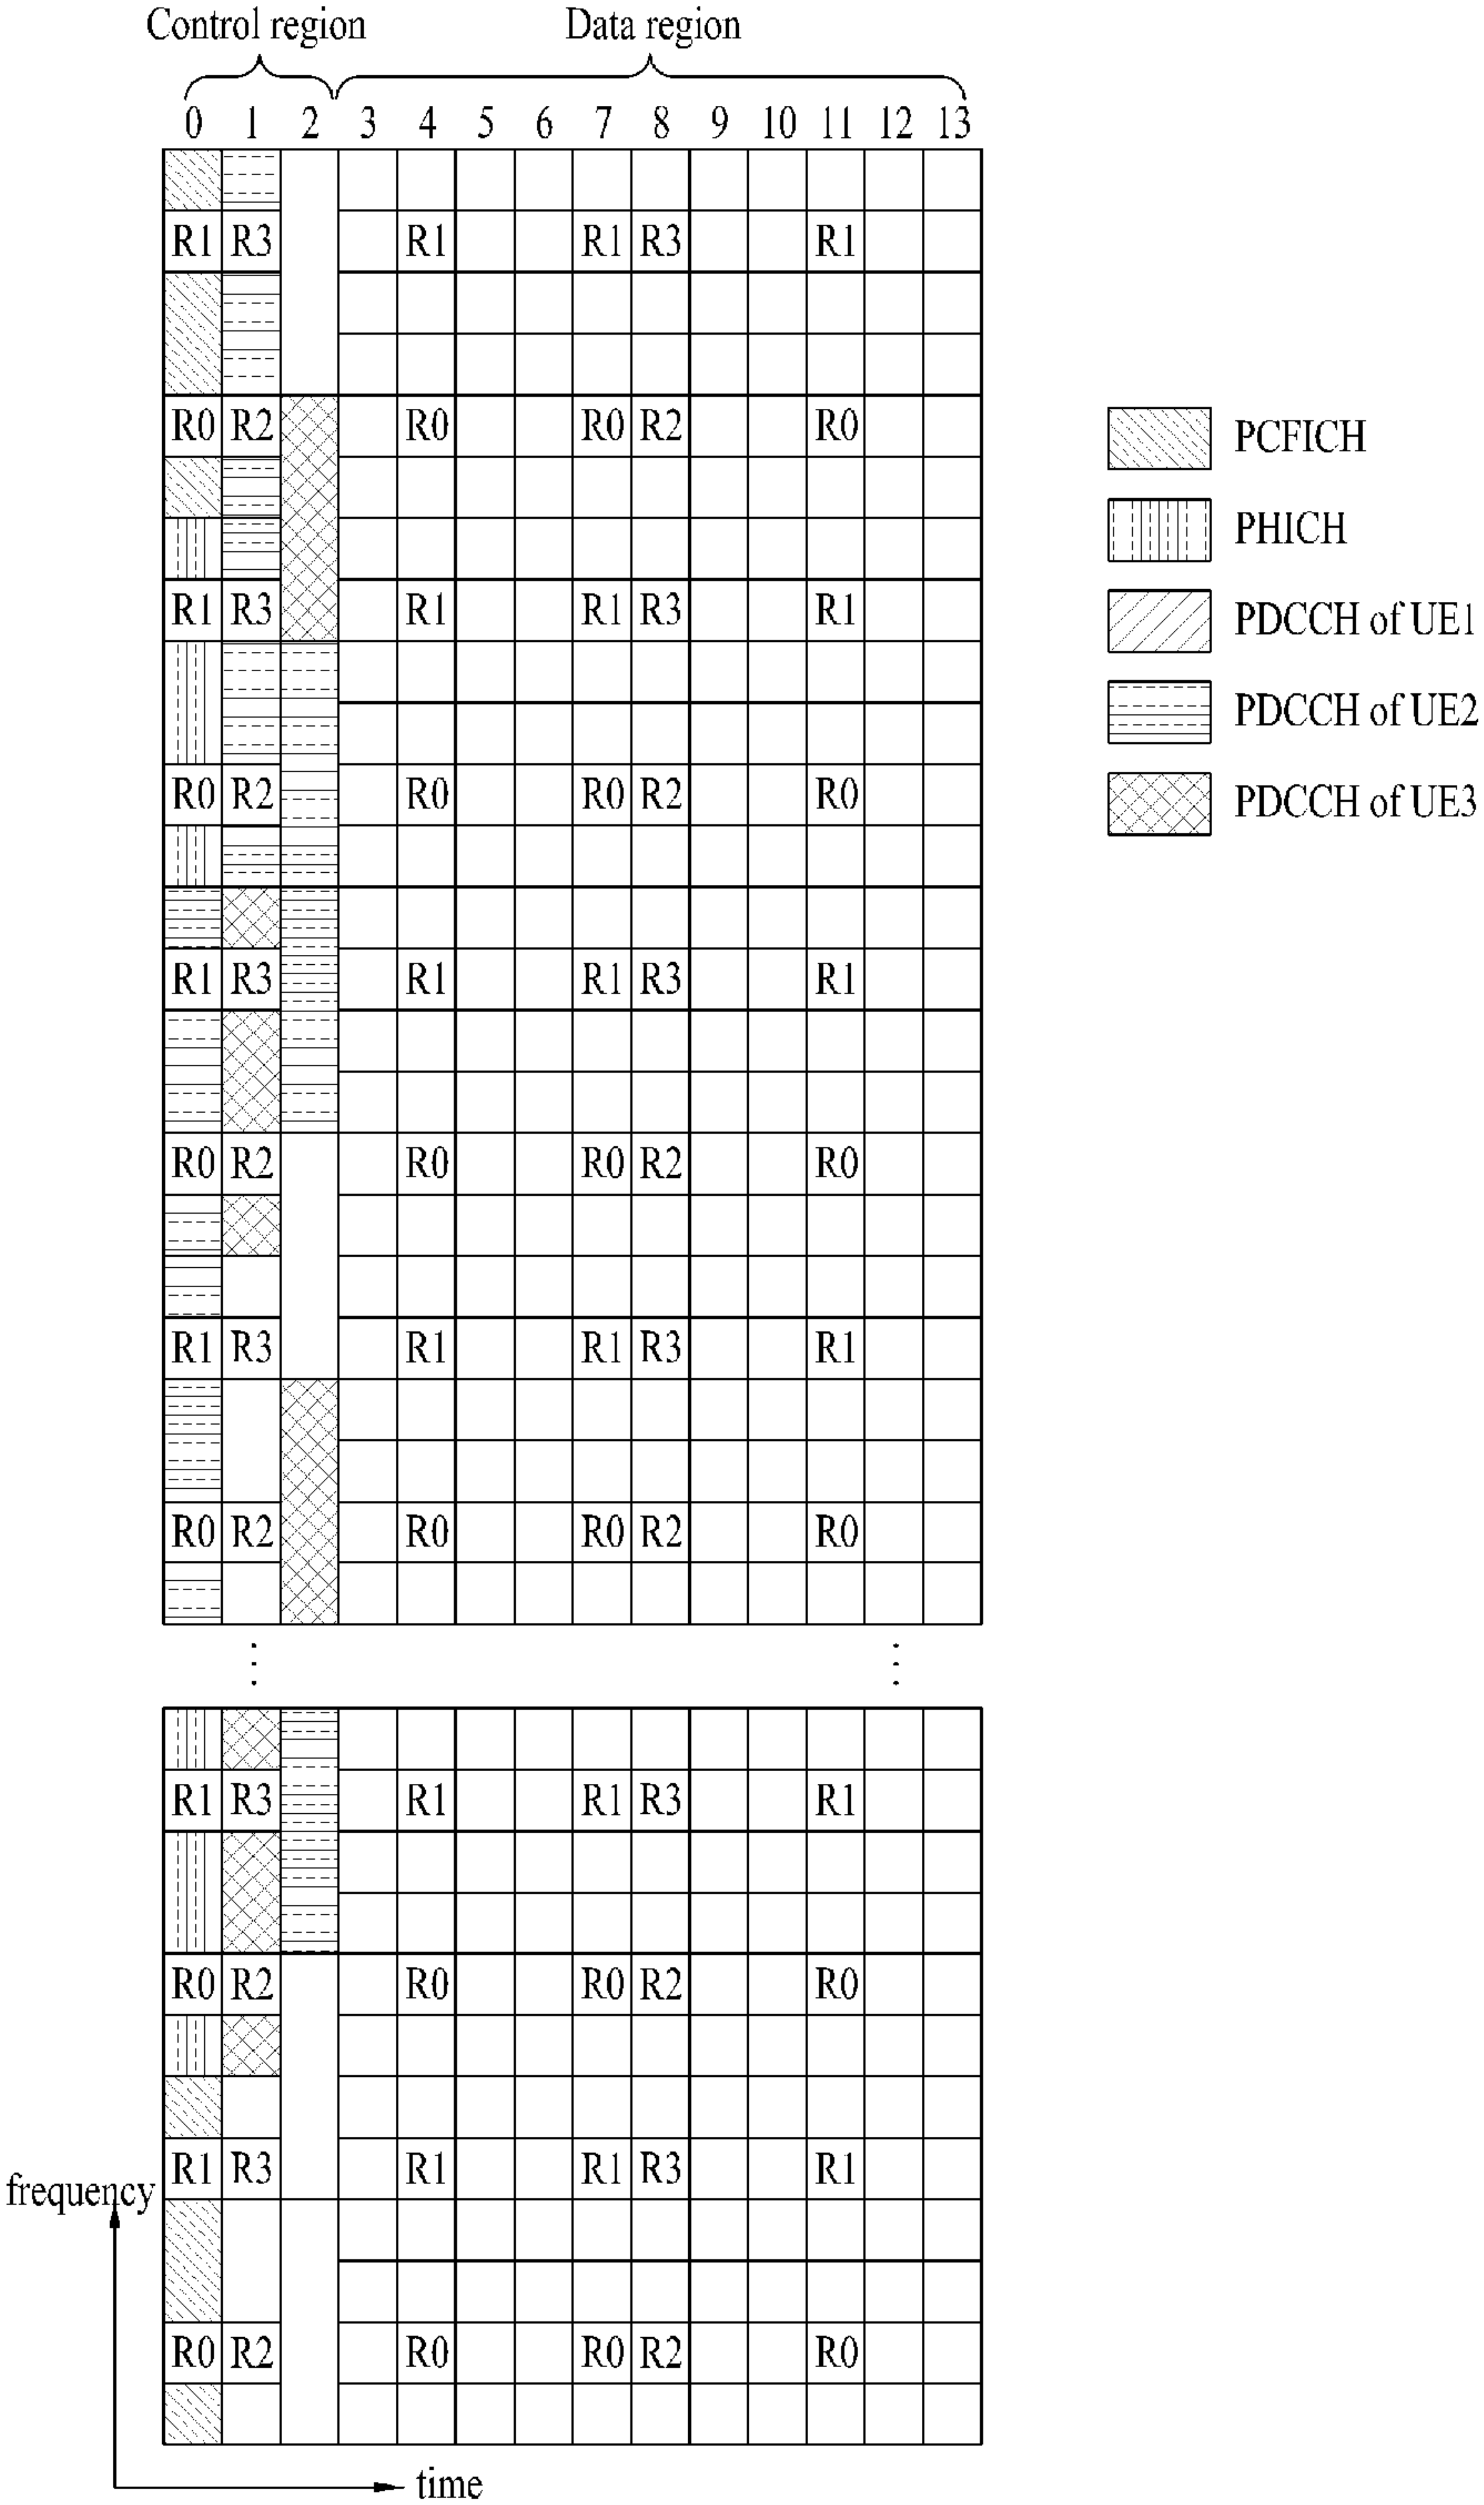 Control region Data region
0 1 2 3 4 5 6 7 8 9 10 11 12 13
R1 R3 R1 R1 R3 R1
R0 R2 R0 R0 R2 R0
PCFICH
PHICH
R1 R3 R1 R1 R3 R1
PDCCH of UE1
PDCCH of UE2
R0 R2 R0 R0 R2 R0
PDCCH of UE3
R1 R3 R1 R1 R3 R1
R0 R2 R0 R0 R2 R0
R1 R3 R1 R1 R3 R1
R0 R2 R0 R0 R2 R0
R1 R3 R1 R1 R3 R1
R0 R2 R0 R0 R2 R0
R1 R3 R1 R1 R3 R1
frequency
R0 R2 R0 R0 R2 R0
time